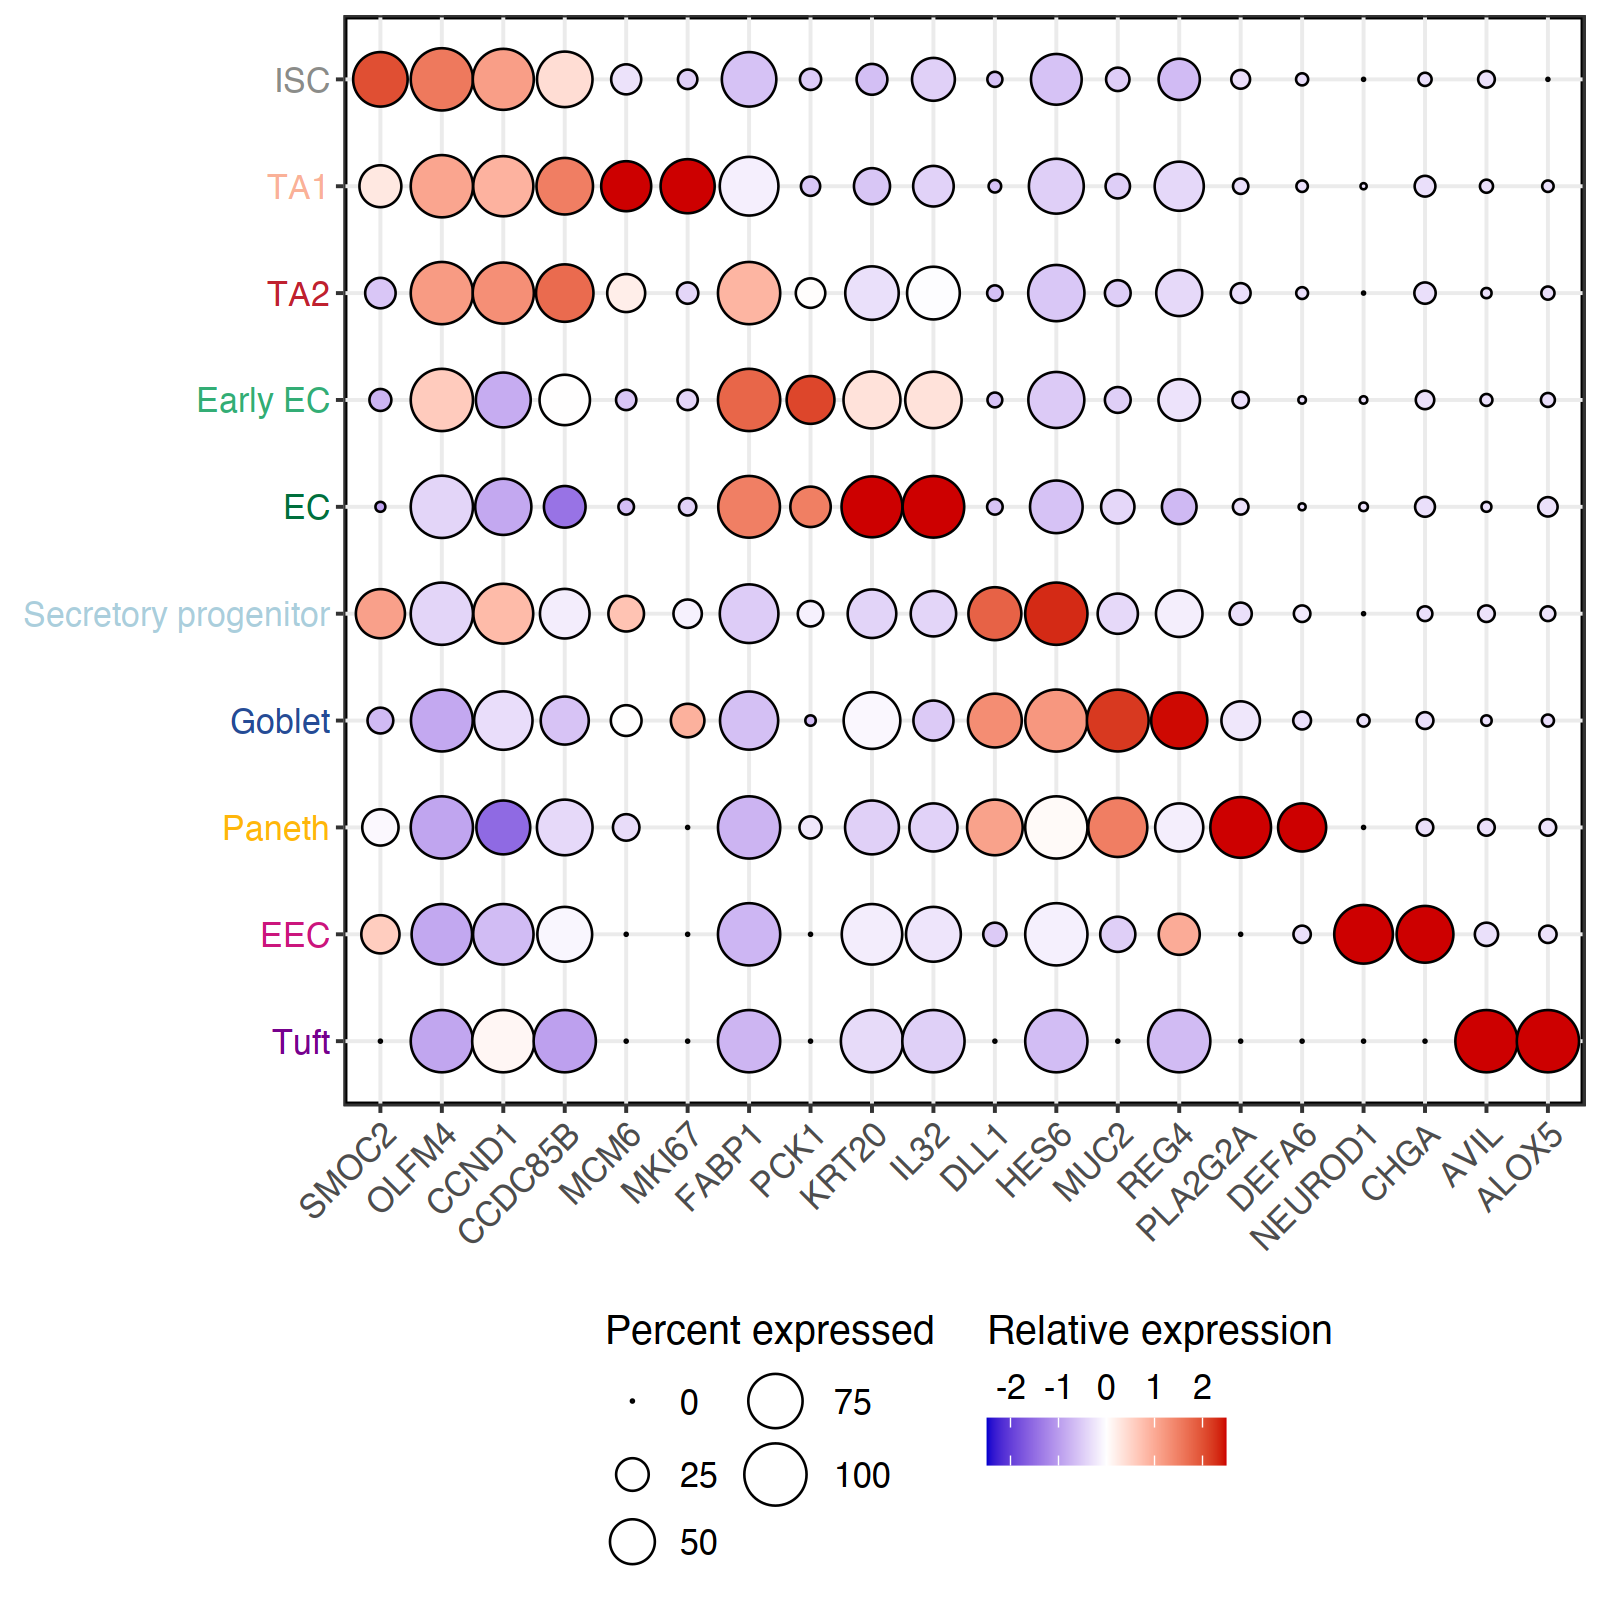 ISC
TA1
TA2
Early EC
EC
Secretory progenitor
Goblet
Paneth
EEC
Tuft
SMOC2
OLFM4
CCND1
CCDC85B
MCM6
MKI67
FABP1
PCK1
KRT20
IL32
DLL1
HES6
MUC2
REG4
PLA2G2A
DEFA6
NEUROD1
CHGA
AVIL
ALOX5
Percent expressed
0
25
50
75
100
Relative expression
-2 -1 0 1 2